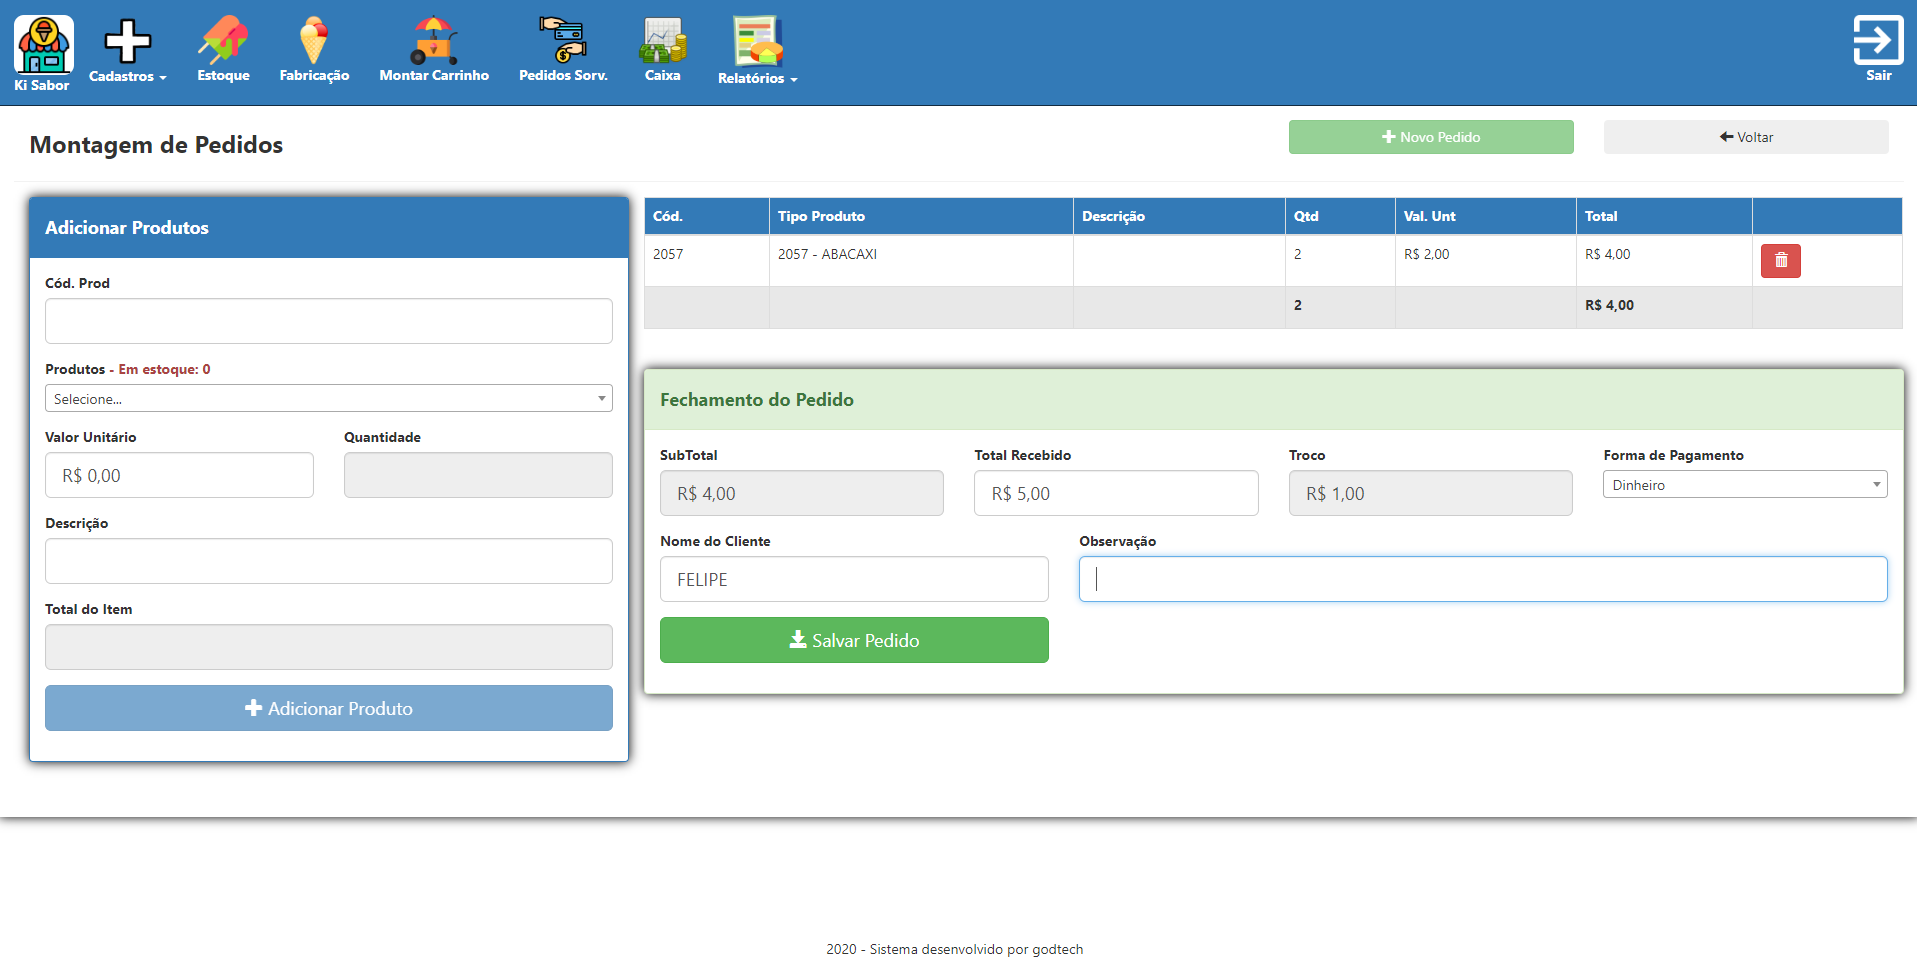 Ki Sabor
Cadastros
Estoque
Fabricação
Montar Carrinho
Pedidos Sorv.
Caixa
Relatórios
Sair
Montagem de Pedidos
Novo Pedido
Voltar
Adicionar Produtos
Cód. Prod
Produtos - Em estoque: 0
Selecione...
Valor Unitário Quantidade
R$ 0,00
Descrição
Total do Item
Adicionar Produto
Cód. Tipo Produto Descrição Qtd Val. Unt Total
2057 2057 - ABACAXI 2 R$ 2,00 R$ 4,00
2 R$ 4,00
Fechamento do Pedido
SubTotal Total Recebido Troco Forma de Pagamento
R$ 4,00 R$ 5,00 R$ 1,00 Dinheiro
Nome do Cliente Observação
FELIPE
Salvar Pedido
2020 - Sistema desenvolvido por godtech